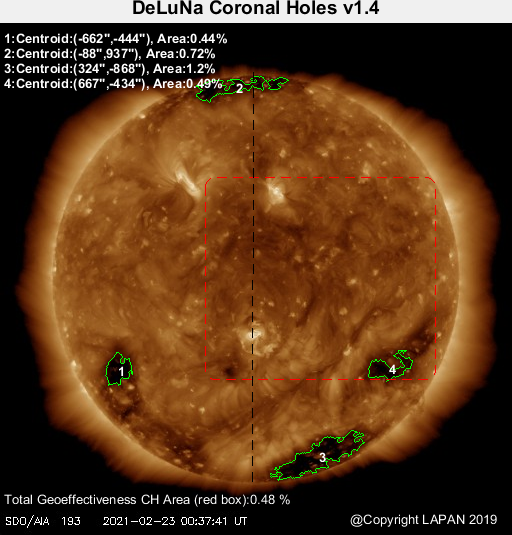 DeLuNa Coronal Holes v1.4
1:Centroid:(-662",-444"), Area:0.44%
2:Centroid:(-88",937"), Area:0.72%
3:Centroid:(324",-868"), Area:1.2%
4:Centroid:(667",-434"), Area:0.49%
2
1
4
3
Total Geoeffectiveness CH Area (red box):0.48 %
SDO/AIA 193 2021-02-23 00:37:41 UT
@Copyright LAPAN 2019